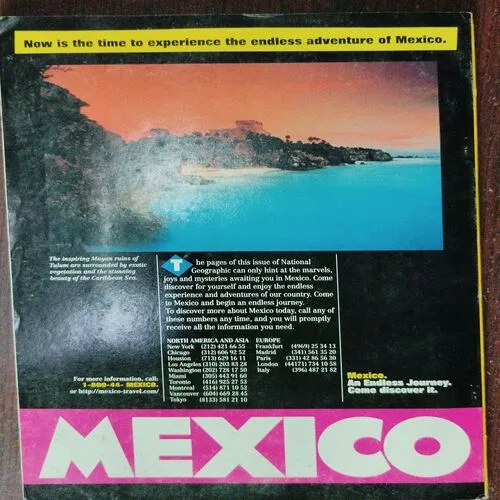 Now is the time to experience the endless adventure of Mexico.
The inspiring Mayan ruins of
Tulum are surrounded by exotic
vegetation and the stunning
beauty of the Caribbean Sea.
The pages of this issue of National
Geographic can only hint at the marvels,
joys and mysteries awaiting you in Mexico. Come
discover for yourself and enjoy the endless
experience and adventures of our country. Come
to Mexico and begin an endless journey.
To discover more about Mexico today, call any of
these numbers any time, and you will promptly
receive all the information you need.
NORTH AMERICA AND ASIA
New York (212) 421 66 55
Chicago (312) 606 92 52
Houston (713) 629 16 11
Los Angeles (310) 203 83 28
Washington (202) 728 17 50
Miami (305) 443 91 60
Toronto (416) 925 27 53
Montreal (514) 871 10 52
Vancouver (604) 669 28 45
Tokyo (8133) 581 21 10
EUROPE
Frankfurt (4969) 25 34 13
Madrid (341) 561 35 20
Paris (331) 42 86 56 30
London (44171) 734 10 58
Italy (396) 487 21 82
For more information, call:
1-800-44- MEXICO.
or http://mexico-travel.com/
Mexico.
An Endless Journey.
Come discover it.
MEXICO